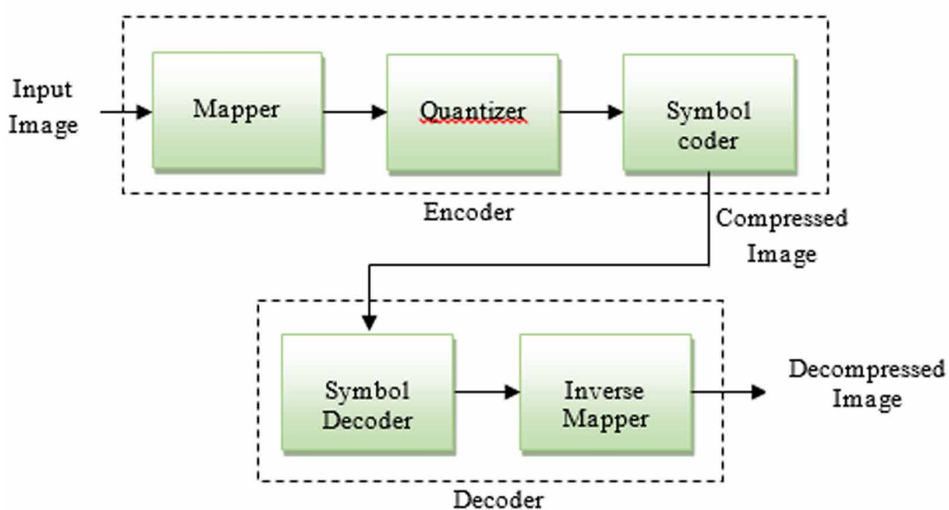 Input
Image
Mapper
Quantizer
Symbol
coder
Encoder
Compressed
Image
Symbol
Decoder
Inverse
Mapper
Decompressed
Image
Decoder